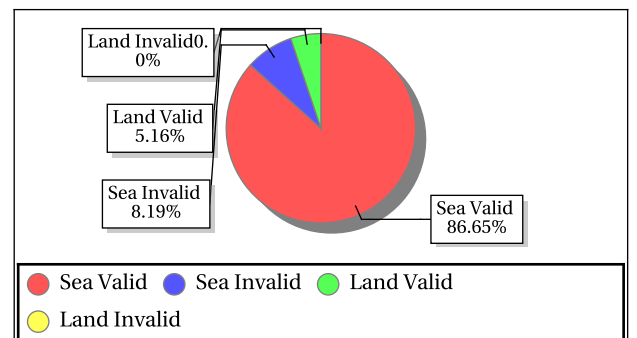 Land Invalid0.
0%
Land Valid
5.16%
Sea Invalid
8.19%
Sea Valid
86.65%
Sea Valid Sea Invalid Land Valid
Land Invalid